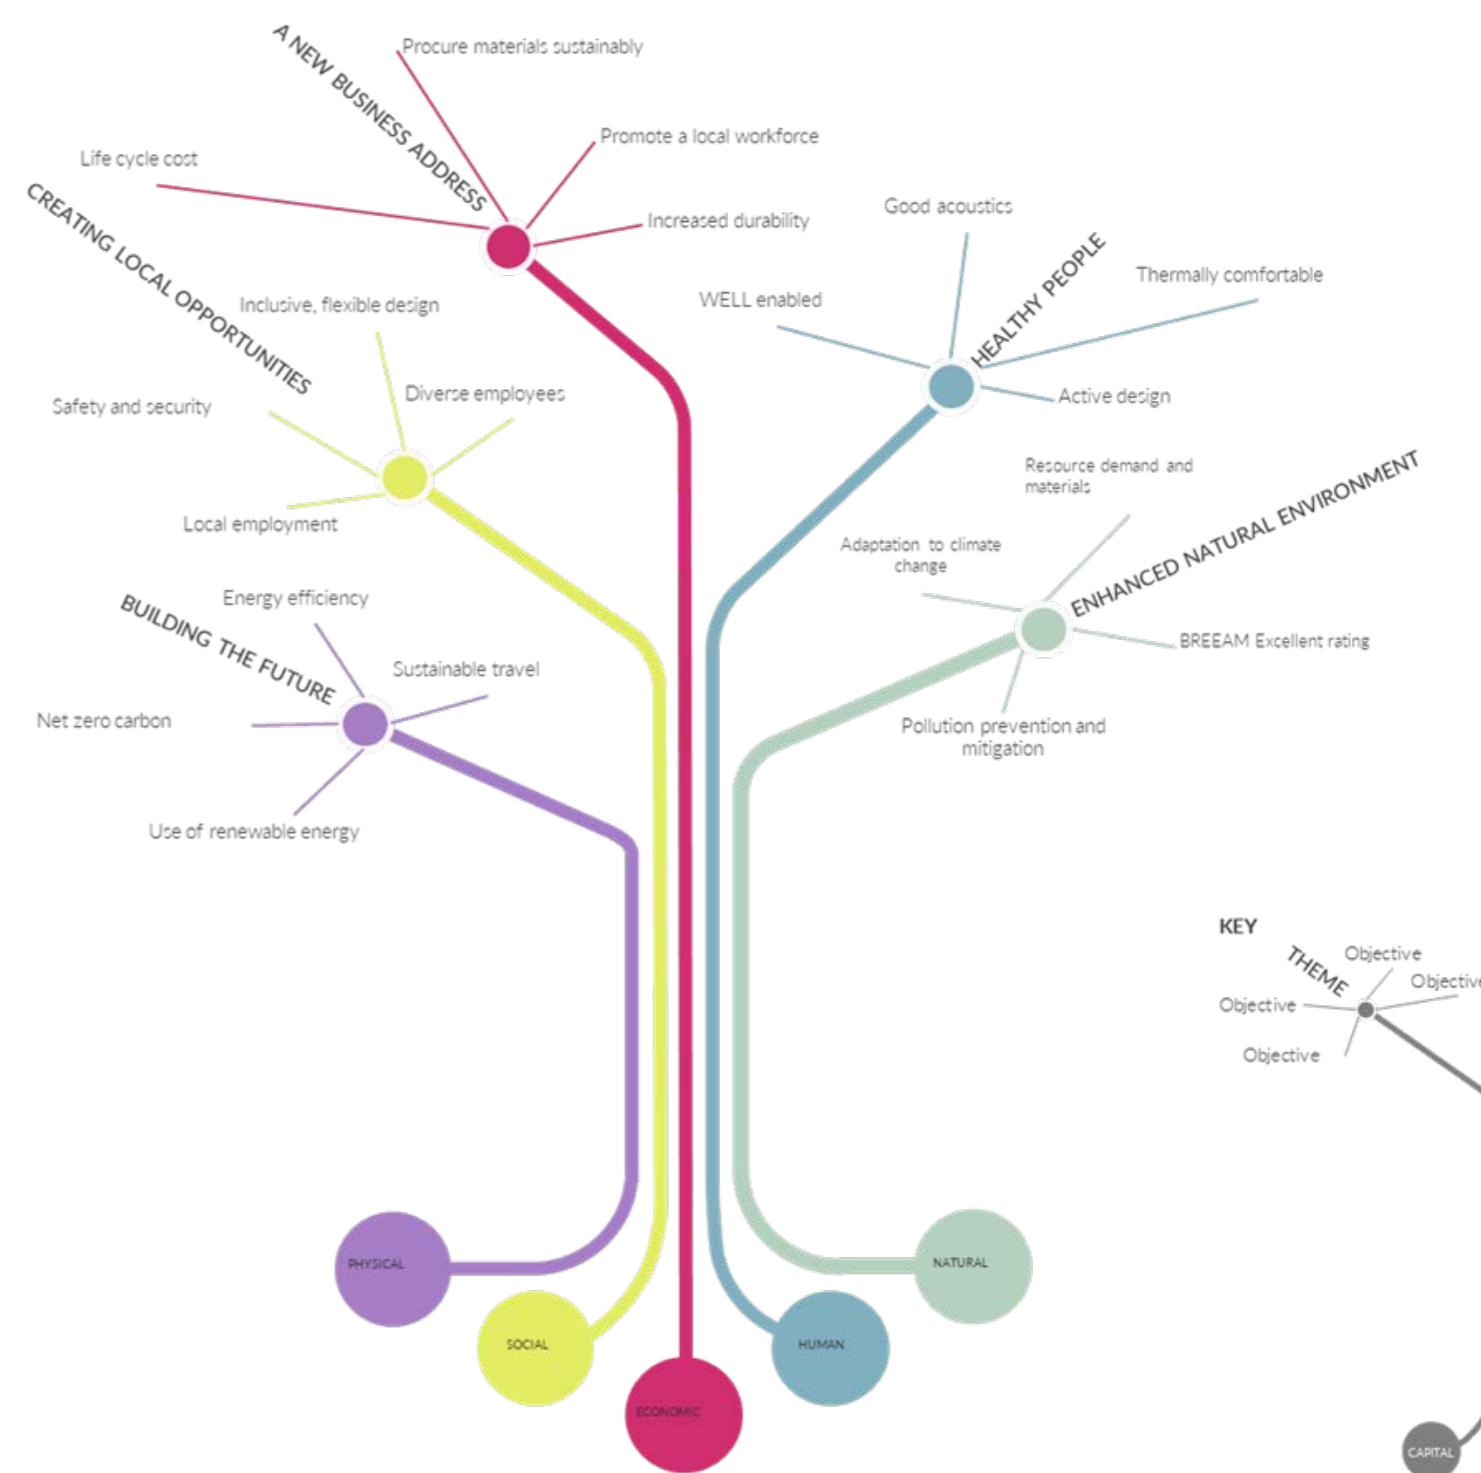 A NEW BUSINESS ADDRESS
Procure materials sustainably
Promote a local workforce
Life cycle cost
Increased durability
CREATING LOCAL OPPORTUNITIES
Inclusive, flexible design
Diverse employees
Safety and security
Local employment
BUILDING THE FUTURE
Energy efficiency
Sustainable travel
Net zero carbon
Use of renewable energy
HEALTHY PEOPLE
Good acoustics
Thermally comfortable
WELL enabled
Active design
ENHANCED NATURAL ENVIRONMENT
Resource demand and
materials
Adaptation to climate
change
BREEAM Excellent rating
Pollution prevention and
mitigation
KEY
THEME
Objective
Objective
Objective
Objective
PHYSICAL
SOCIAL
ECONOMIC
HUMAN
NATURAL
CAPITAL